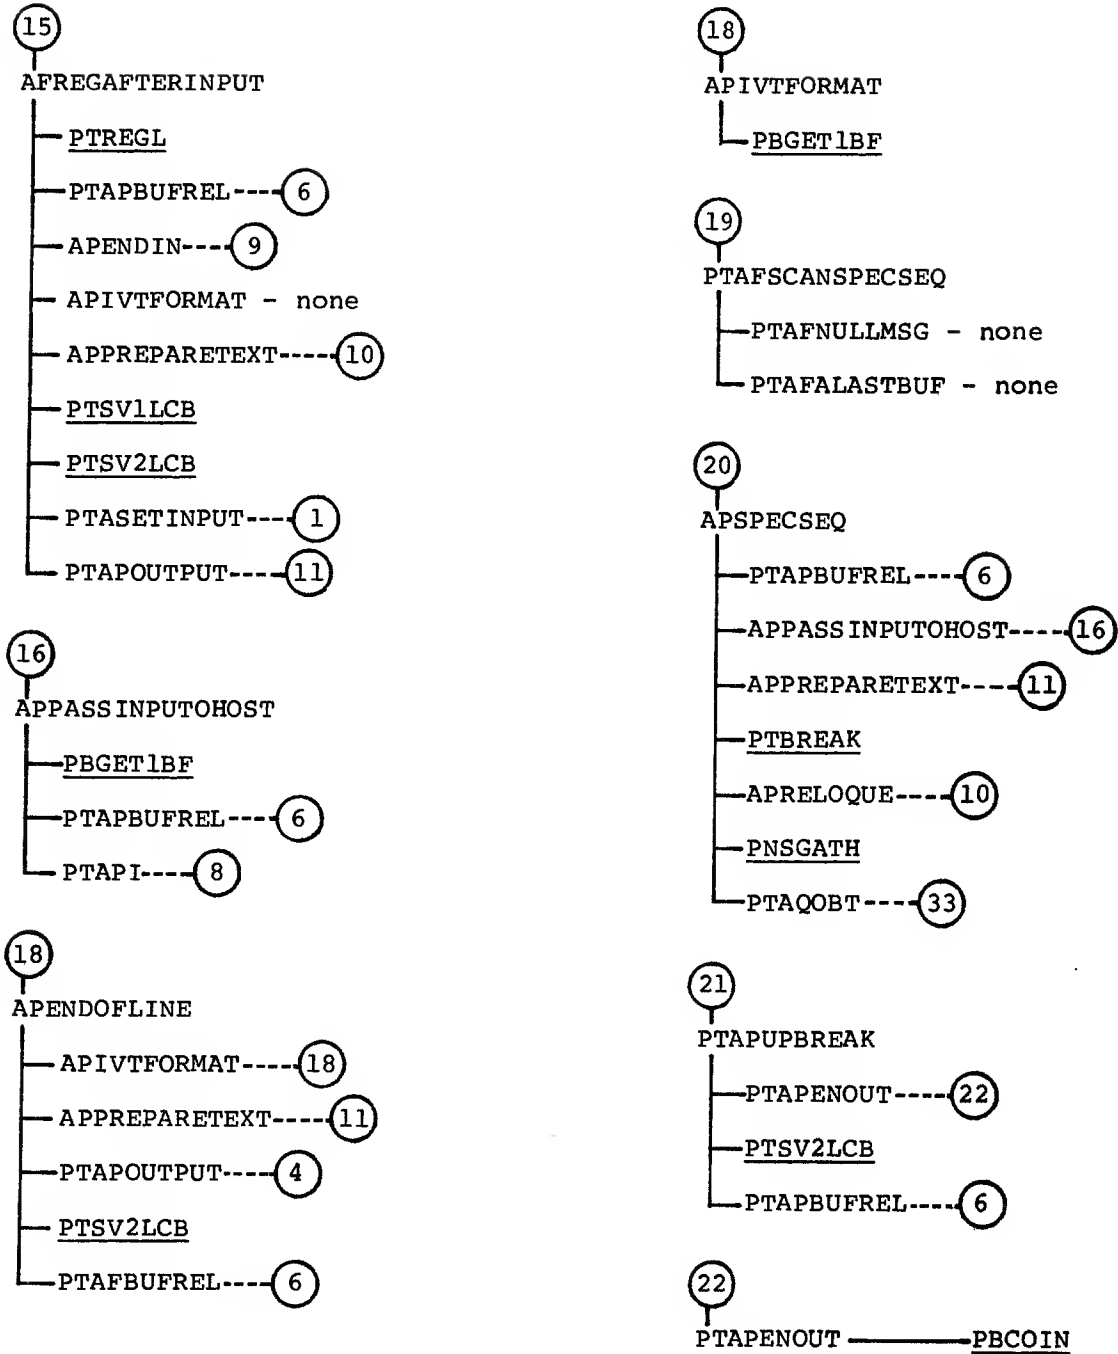 15
AFREGAFTERINPUT
PTREGL
PTAPBUFREL----6
APENDIN----9
APIVTFORMAT - none
APPREPARETEXT-----10
PTSV1LCB
PTSV2LCB
PTASETINPUT----1
PTAPOUTPUT----11
16
APPASSINPUTOHOST
PBGET1BF
PTAPBUFREL----6
PTAPI----8
18
APENDOFLINE
APIVTFORMAT-----18
APPREPARETEXT-----11
PTAPOUTPUT----4
PTSV2LCB
PTAFBUFREL----6
18
APIVTFORMAT
PBGET1BF
19
PTAFSCANSPECSEQ
PTAFNULLMSG - none
PTAFALASTBUF - none
20
APSPECSEQ
PTAPBUFREL----6
APPASSINPUTOHOST-----16
APPREPARETEXT----11
PTBREAK
APRELOQUE----10
PNSGATH
PTAQOBT----33
21
PTAPUPBREAK
PTAPENOUT-----22
PTSV2LCB
PTAPBUFREL----6
22
PTAPENOUT PBCOIN